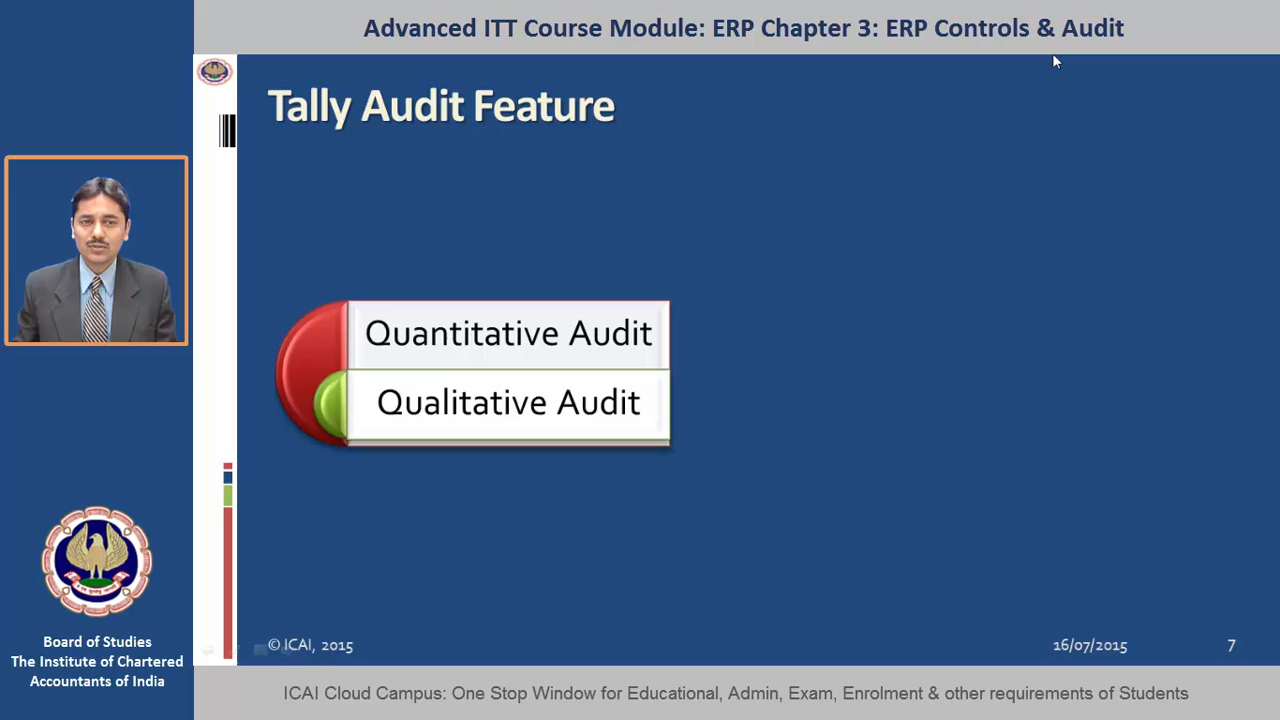 Advanced ITT Course Module: ERP Chapter 3: ERP Controls & Audit
Tally Audit Feature
Quantitative Audit
Qualitative Audit
Board of Studies
The Institute of Chartered
Accountants of India
© ICAI, 2015
16/07/2015
7
ICAI Cloud Campus: One Stop Window for Educational, Admin, Exam, Enrolment & other requirements of Students